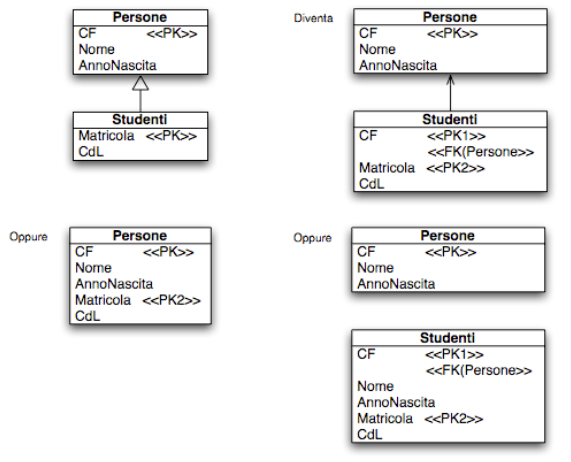 Persone
CF <<PK>>
Nome
AnnoNascita
Studenti
Matricola <<PK>>
CdL
Diventa
Persone
CF <<PK>>
Nome
AnnoNascita
Studenti
CF <<PK1>>
<<FK(Persone>>
Matricola <<PK2>>
CdL
Oppure
Persone
CF <<PK>>
Nome
AnnoNascita
Matricola <<PK2>>
CdL
Oppure
Persone
CF <<PK>>
Nome
AnnoNascita
Studenti
CF <<PK1>>
<<FK(Persone>>
Nome
AnnoNascita
Matricola <<PK2>>
CdL